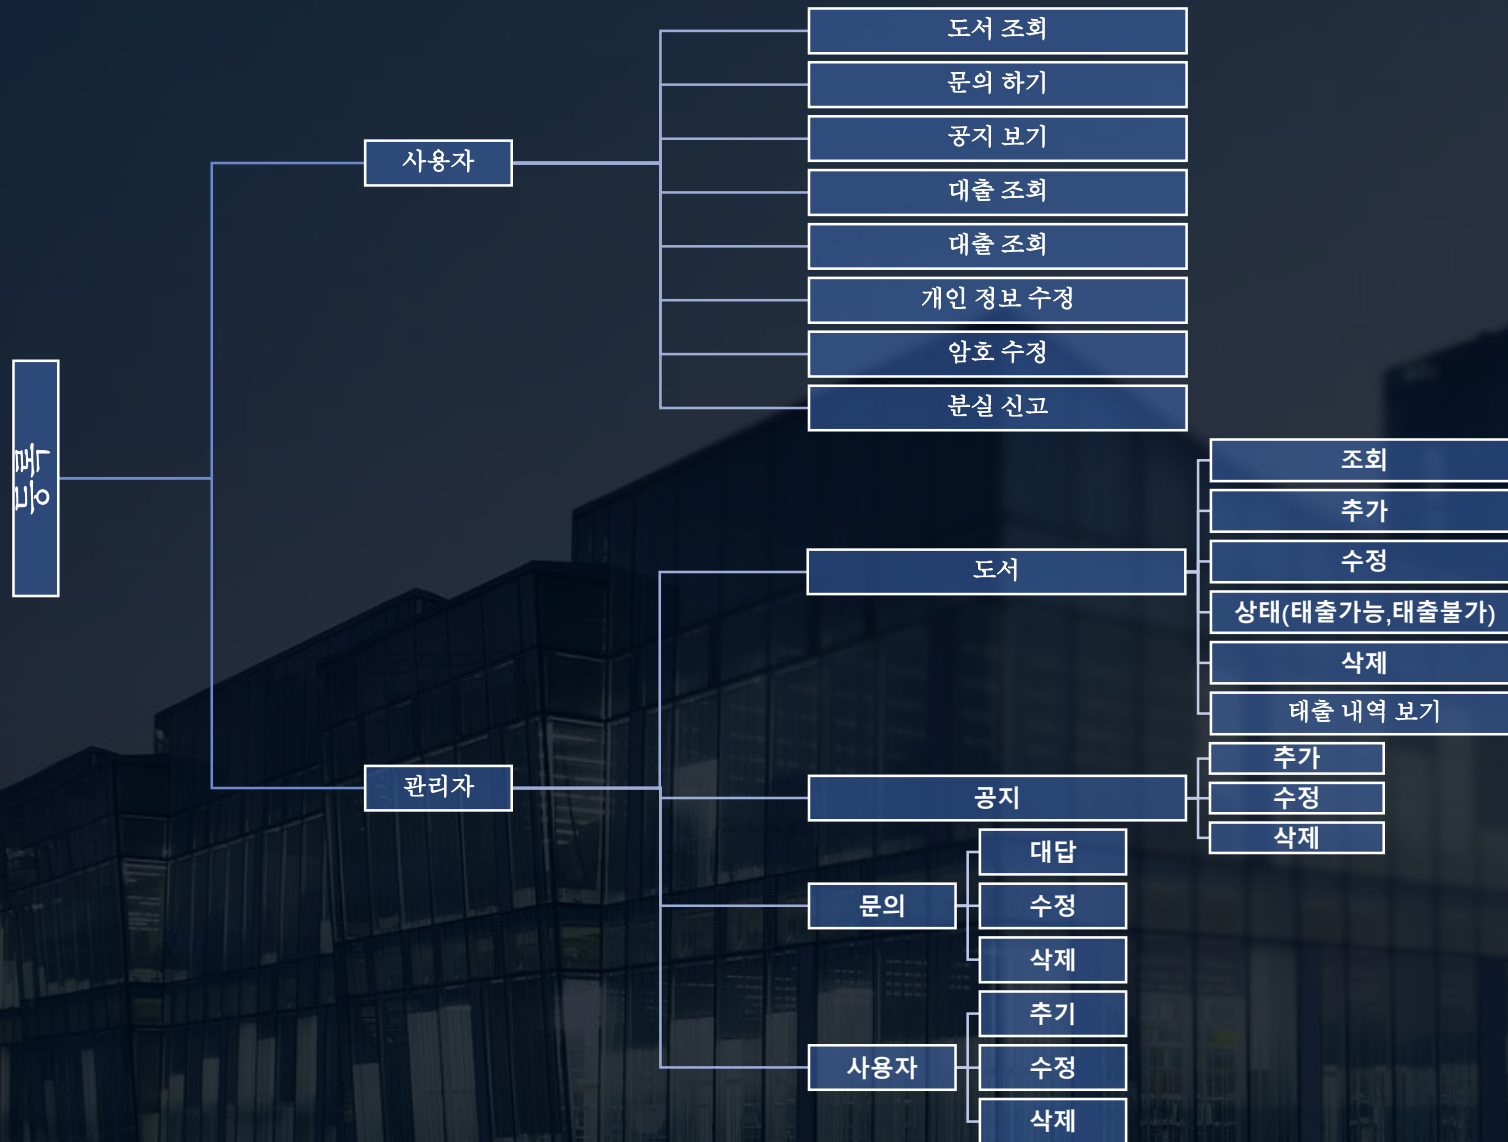 사용자
도서 조회
문의 하기
공지 보기
대출 조회
대출 조회
개인 정보 수정
암호 수정
분실 신고
관리자
도서
조회
추가
수정
상태(태출가능,태출불가)
삭제
태출 내역 보기
공지
추가
수정
삭제
문의
대답
수정
삭제
사용자
추기
수정
삭제